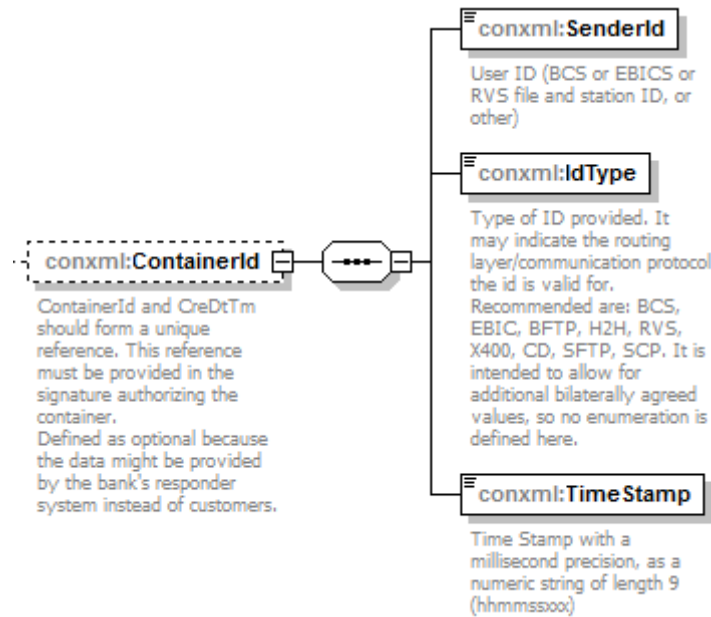 conxml:SenderId
User ID (BCS or EBICS or
RVS file and station ID, or
other)
conxml:IdType
Type of ID provided. It
may indicate the routing
layer/communication protocol
the id is valid for.
Recommended are: BCS,
EBIC, BFTP, H2H, RVS,
X400, CD, SFTP, SCP. It is
intended to allow for
additional bilaterally agreed
values, so no enumeration is
defined here.
conxml:ContainerId
ContainerId and CreDtTm
should form a unique
reference. This reference
must be provided in the
signature authorizing the
container.
Defined as optional because
the data might be provided
by the bank's responder
system instead of customers.
conxml:TimeStamp
Time Stamp with a
millisecond precision, as a
numeric string of length 9
(hhmmssxxx)